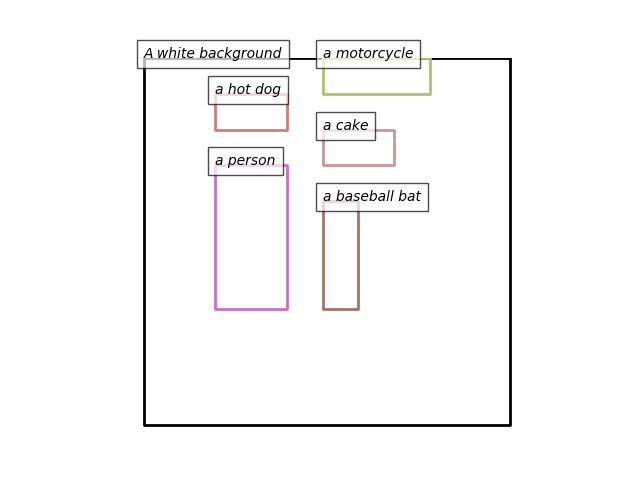 A white background
a motorcycle
a hot dog
a cake
a person
a baseball bat